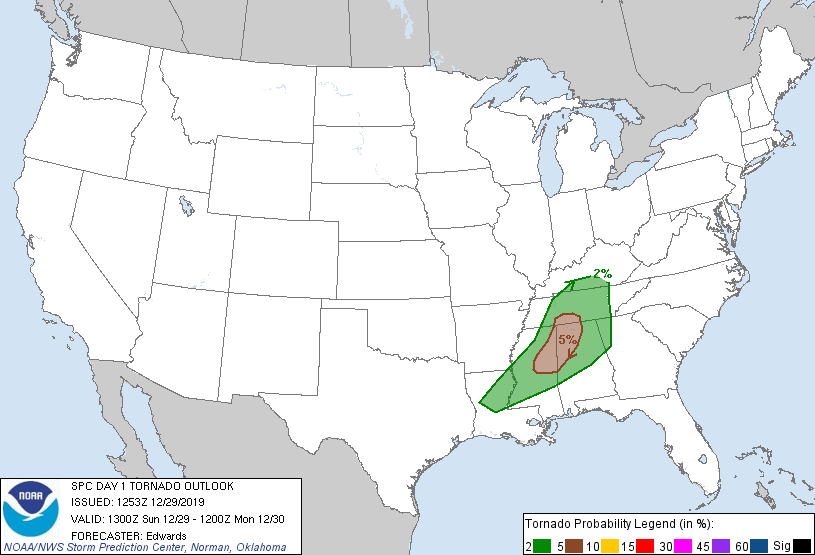 2%
5%
NOAA
SPC DAY 1 TORNADO OUTLOOK
ISSUED: 1253Z 12/29/2019
VALID: 1300Z Sun 12/29 - 1200Z Mon 12/30
FORECASTER: Edwards
NOAA/NWS Storm Prediction Center, Norman, Oklahoma
Tornado Probability Legend (in %):
2 5 10 15 30 45 60 Sig